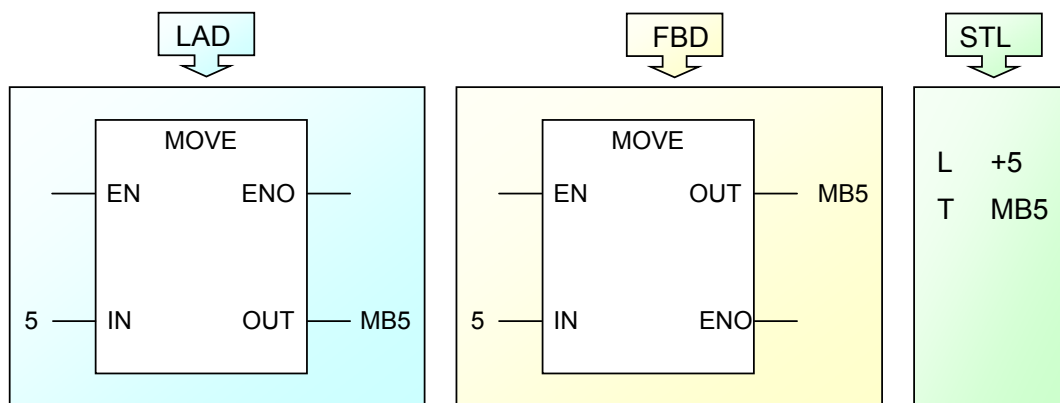 LAD
MOVE
EN ENO
5 IN OUT MB5
FBD
MOVE
EN OUT MB5
5 IN ENO
STL
L +5
T MB5